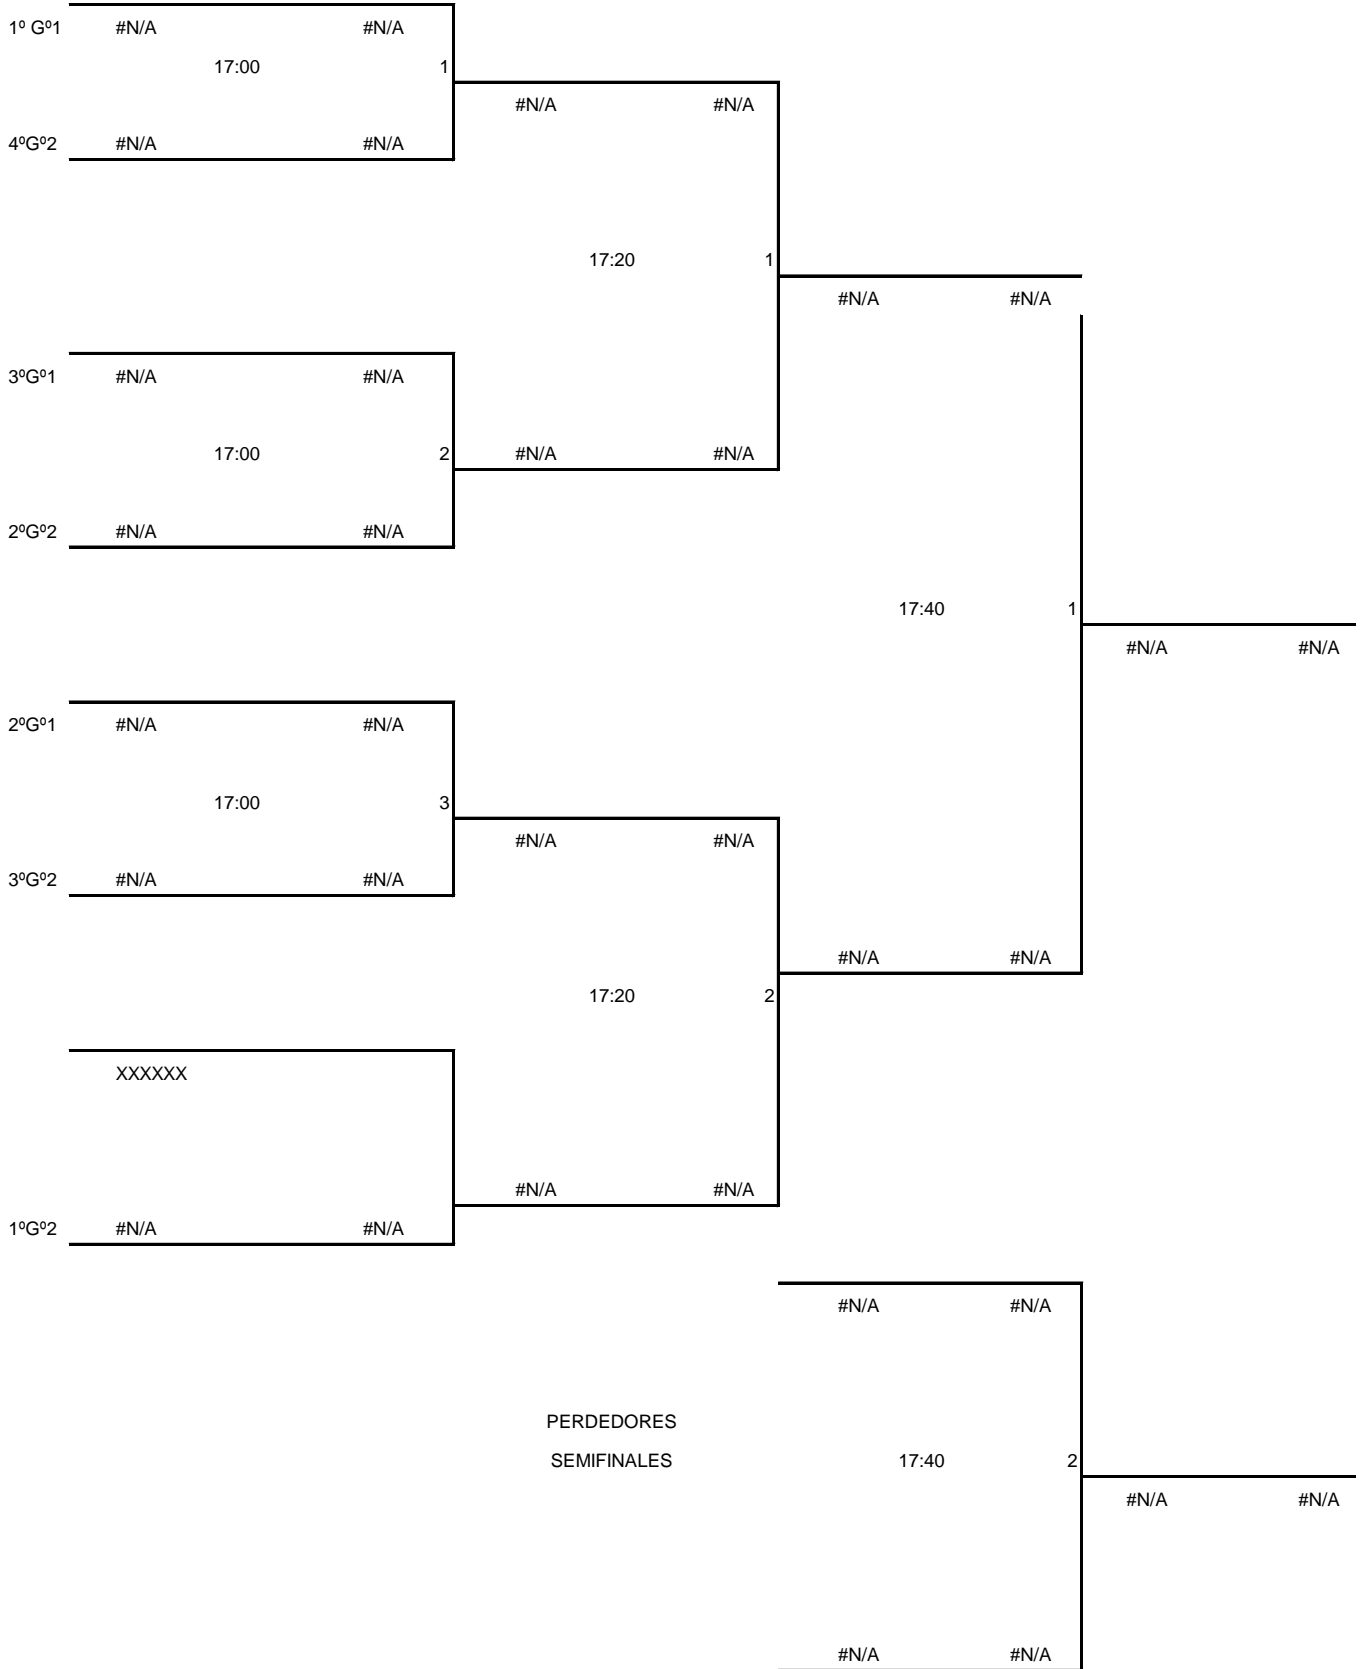 1º Gº1 #N/A #N/A
17:00 1
#N/A #N/A
4ºGº2 #N/A #N/A
17:20 1
#N/A #N/A
3ºGº1 #N/A #N/A
17:00 2 #N/A #N/A
2ºGº2 #N/A #N/A
17:40 1
#N/A #N/A
2ºGº1 #N/A #N/A
17:00 3
#N/A #N/A
3ºGº2 #N/A #N/A
#N/A #N/A
17:20 2
XXXXXX
#N/A #N/A
1ºGº2 #N/A #N/A
#N/A #N/A
PERDEDORES
SEMIFINALES 17:40 2
#N/A #N/A
#N/A #N/A